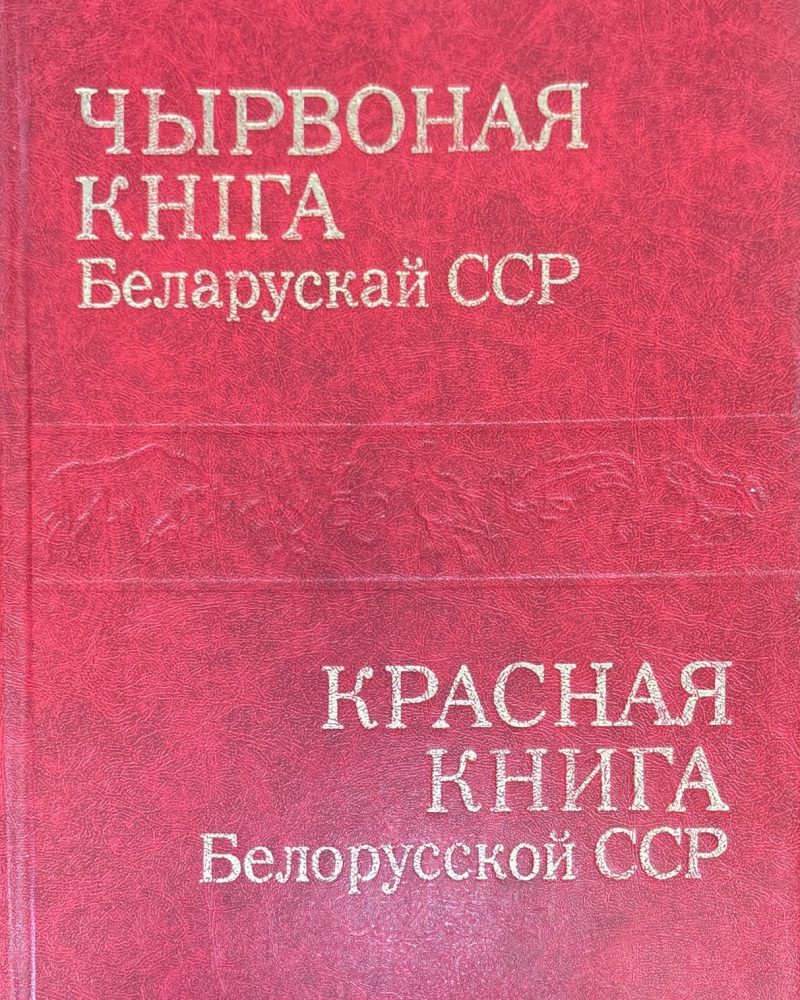 ЧЫРВОНАЯ
КНІГА
Беларускай ССР
КРАСНАЯ
КНИГА
Белорусской ССР